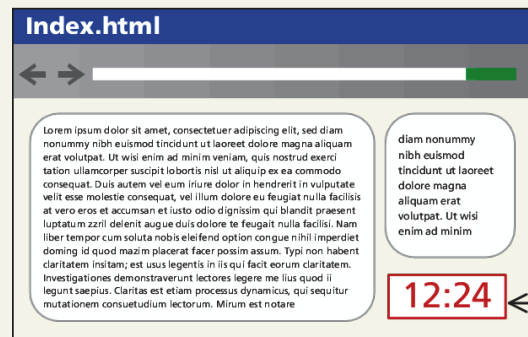 Index.html
Lorem ipsum dolor sit amet, consectetuer adipiscing elit, sed diam
nonummy nibh euismod tincidunt ut laoreet dolore magna aliquam
erat volutpat. Ut wisi enim ad minim veniam, quis nostrud exerci
tation ullamcorper suscipit lobortis nisl ut aliquip ex ea commodo
consequat. Duis autem vel eum iriure dolor in hendrerit in vulputate
velit esse molestie consequat, vel illum dolore eu feugiat nulla facilisis
at vero eros et accumsan et iusto odio dignissim qui blandit praesent
luptatum zzril delenit augue duis dolore te feugait nulla facilisi. Nam
liber tempor cum soluta nobis eleifend option congue nihil imperdiet
doming id quod mazim placerat facer possim assum. Typi non habent
claritatem insitam; est usus legentis in iis qui facit eorum claritatem.
Investigationes demonstraverunt lectores legere me lius quod ii
legunt saepius. Claritas est etiam processus dynamicus, qui sequitur
mutationem consuetudium lectorum. Mirum est notare
diam nonummy
nibh euismod
tincidunt ut laoreet
dolore magna
aliquam erat
volutpat. Ut wisi
enim ad minim
12:24